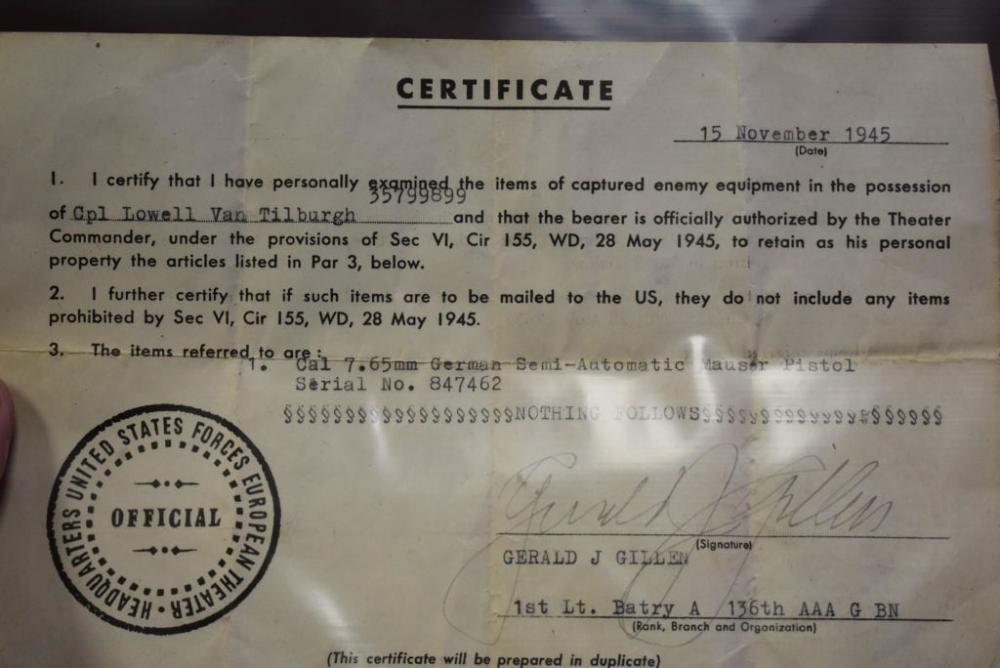 CERTIFICATE
15 November 1945
(Date)
1. I certify that I have personally examined the items of captured enemy equipment in the possession
35799899
of Cpl Lowell Van Tilburgh and that the bearer is officially authorized by the Theater
Commander, under the provisions of Sec VI, Cir 155, WD, 28 May 1945, to retain as his personal
property the articles listed in Par 3, below.
2. I further certify that if such items are to be mailed to the US, they do not include any items
prohibited by Sec VI, Cir 155, WD, 28 May 1945.
3. The items referred to are:
1. Cal 7.65mm German Semi-Automatic Mauser Pistol
Serial No. 847462
§§§§§§§§§§§§§§§§§§§NOTHING FOLLOWS§§§§§§§§§§§§§§§§§§§§
HEADQUARTERS UNITED STATES FORCES EUROPEAN THEATER
OFFICIAL
Gerald J Gillen
(Signature)
GERALD J GILLEN
1st Lt. Batry A 136th AAA G BN
(Rank, Branch and Organization)
(This certificate will be prepared in duplicate)